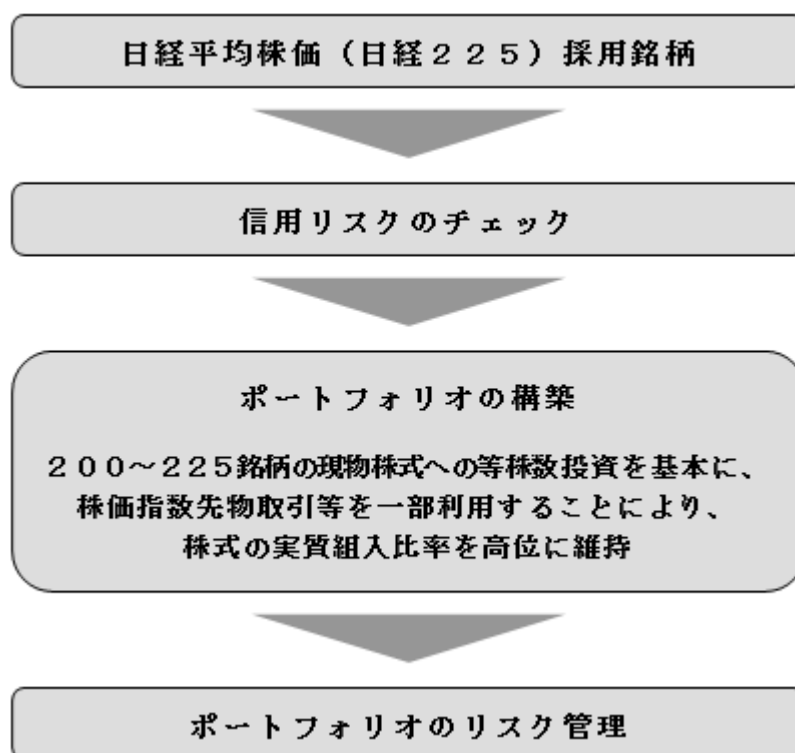 日経平均株価（日経２２５）採用銘柄
信用リスクのチェック
ポートフォリオの構築
２００～２２５銘柄の現物株式への等株数投資を基本に、
株価指数先物取引等を一部利用することにより、
株式の実質組入比率を高位に維持
ポートフォリオのリスク管理